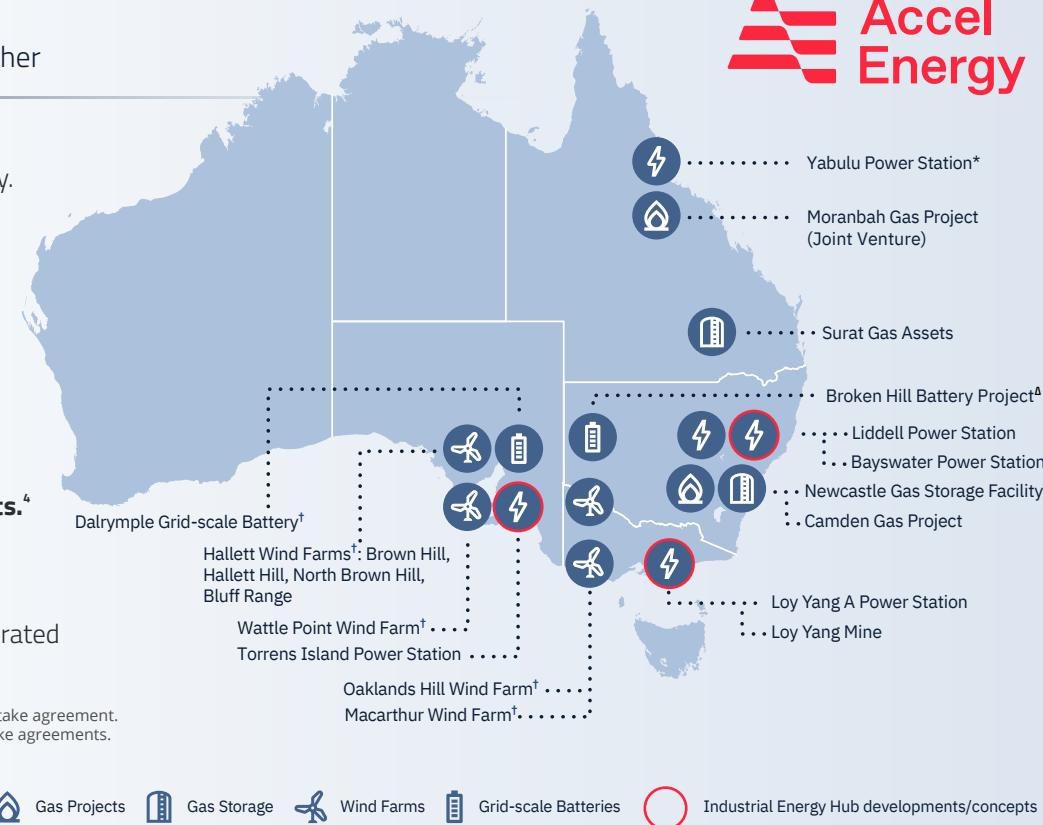 her
Accel
Energy
y.
Yabulu Power Station*
Moranbah Gas Project
(Joint Venture)
Surat Gas Assets
Broken Hill Battery Project∆
Liddell Power Station
Bayswater Power Station
Newcastle Gas Storage Facility
Camden Gas Project
ts.⁴
Dalrymple Grid-scale Battery†
Hallett Wind Farms†: Brown Hill,
Hallett Hill, North Brown Hill,
Bluff Range
Wattle Point Wind Farm†
Torrens Island Power Station
Loy Yang A Power Station
Loy Yang Mine
rated
Oaklands Hill Wind Farm†
Macarthur Wind Farm†
take agreement.
ke agreements.
Gas Projects
Gas Storage
Wind Farms
Grid-scale Batteries
Industrial Energy Hub developments/concepts